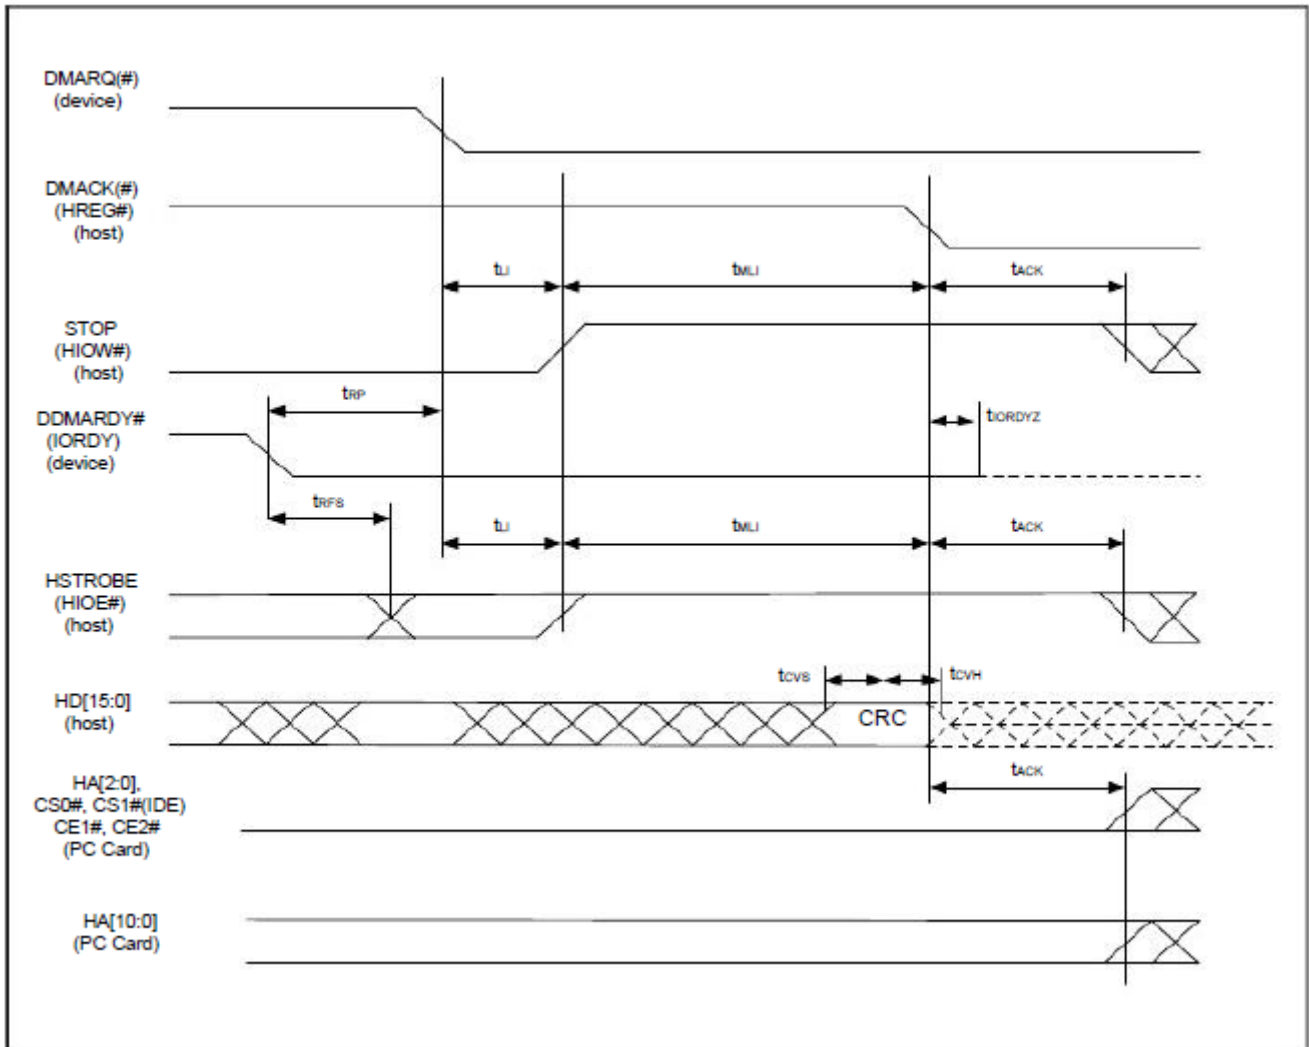 DMARQ(#)
(device)
DMACK(#)
(HREG#)
(host)
tLI
tMLI
tACK
STOP
(HIOW#)
(host)
tRP
DDMARDY#
(IORDY)
(device)
tIORDYZ
tRFS
tLI
tMLI
tACK
HSTROBE
(HIOE#)
(host)
tCVS
tCVH
HD[15:0]
(host)
CRC
tACK
HA[2:0],
CS0#, CS1#(IDE)
CE1#, CE2#
(PC Card)
HA[10:0]
(PC Card)